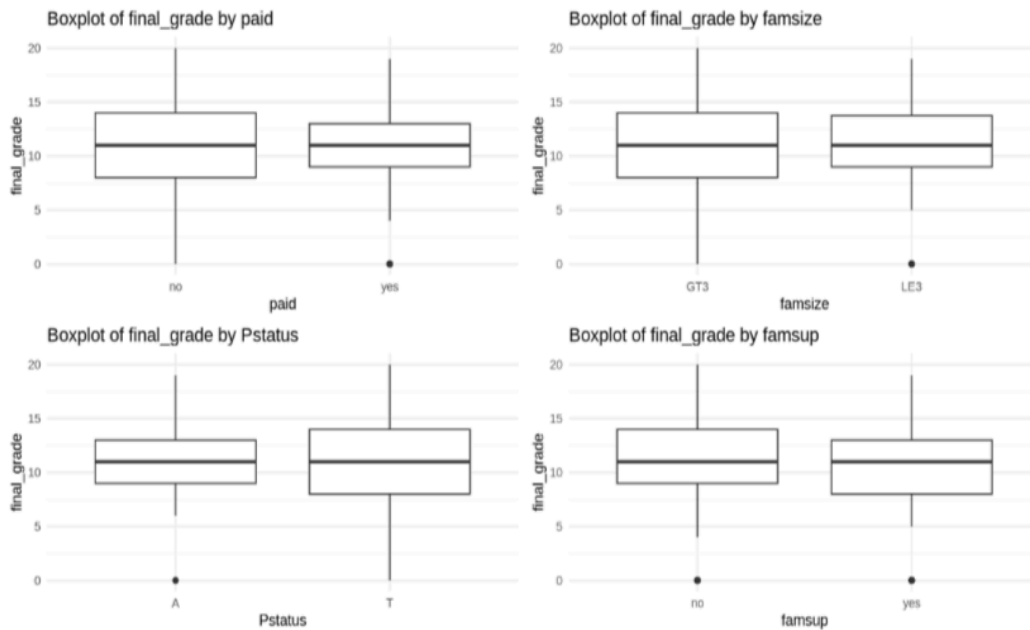 Boxplot of final_grade by paid
final_grade
20
15
10
5
0
no yes
paid
Boxplot of final_grade by famsize
final_grade
20
15
10
5
0
GT3 LE3
famsize
Boxplot of final_grade by Pstatus
final_grade
20
15
10
5
0
A T
Pstatus
Boxplot of final_grade by famsup
final_grade
20
15
10
5
0
no yes
famsup